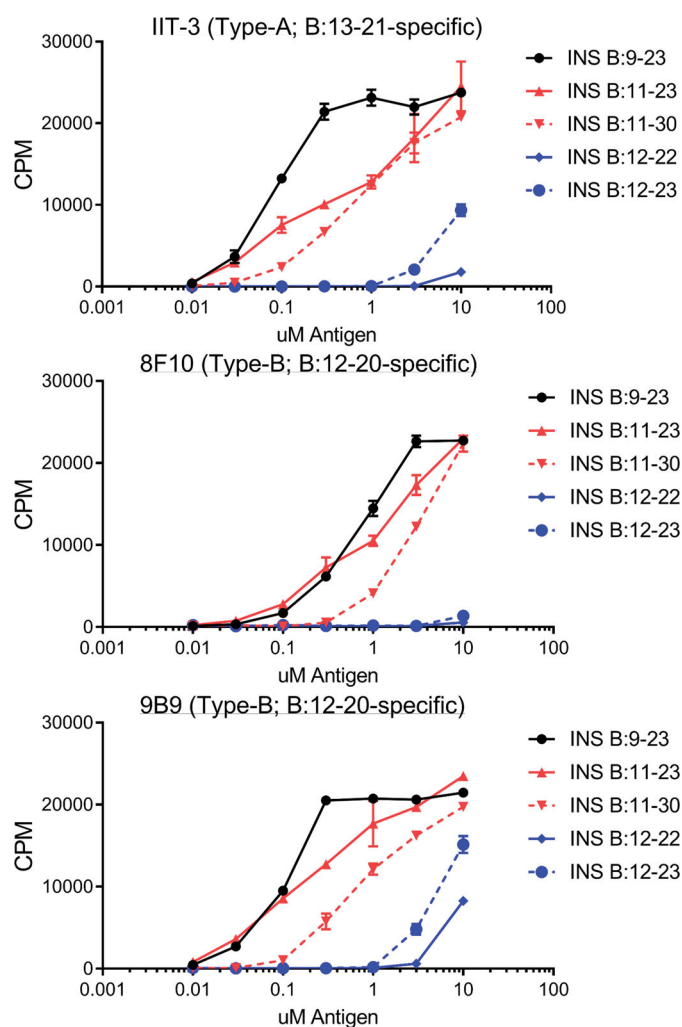 IIT-3 (Type-A; B:13-21-specific)
30000
20000
10000
0
CPM
0.001 0.01 0.1 1 10 100
uM Antigen
INS B:9-23
INS B:11-23
INS B:11-30
INS B:12-22
INS B:12-23
8F10 (Type-B; B:12-20-specific)
30000
20000
10000
0
CPM
0.001 0.01 0.1 1 10 100
uM Antigen
INS B:9-23
INS B:11-23
INS B:11-30
INS B:12-22
INS B:12-23
9B9 (Type-B; B:12-20-specific)
30000
20000
10000
0
CPM
0.001 0.01 0.1 1 10 100
uM Antigen
INS B:9-23
INS B:11-23
INS B:11-30
INS B:12-22
INS B:12-23